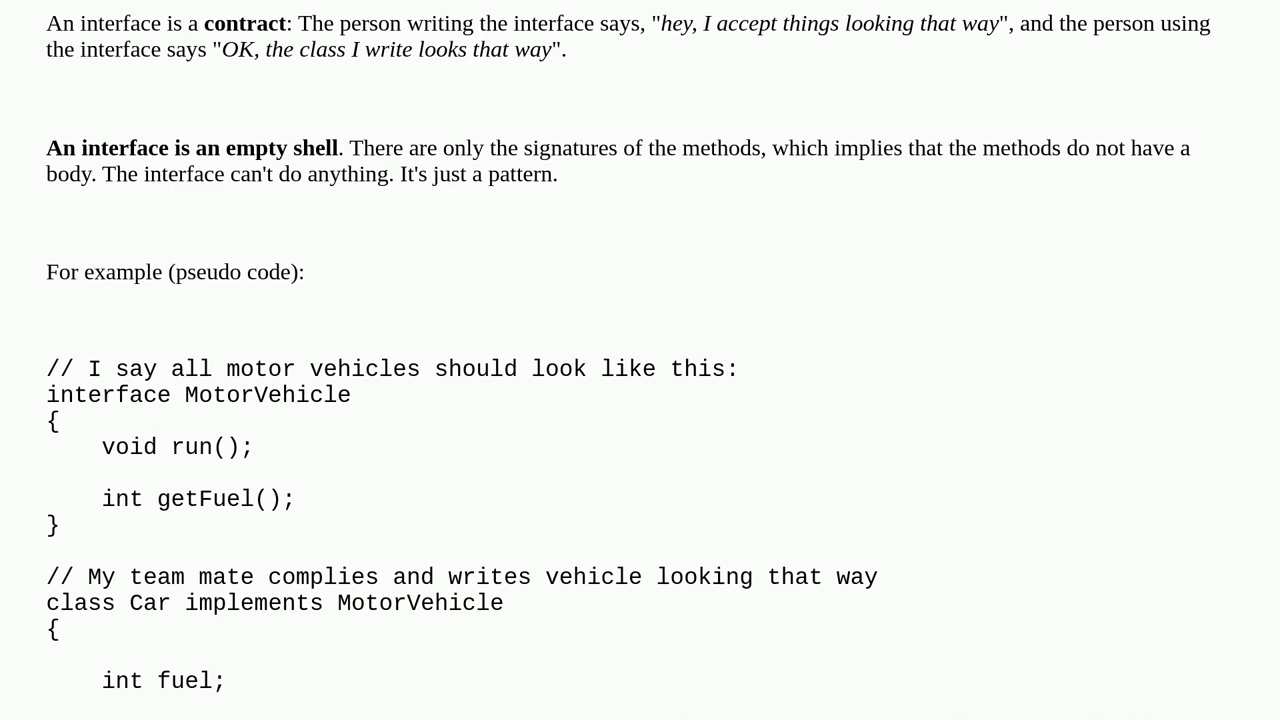 An interface is a contract: The person writing the interface says, "hey, I accept things looking that way", and the person using
the interface says "OK, the class I write looks that way".
An interface is an empty shell. There are only the signatures of the methods, which implies that the methods do not have a
body. The interface can't do anything. It's just a pattern.
For example (pseudo code):
// I say all motor vehicles should look like this:
interface MotorVehicle
{
    void run();
    int getFuel();
}
// My team mate complies and writes vehicle looking that way
class Car implements MotorVehicle
{
    int fuel;